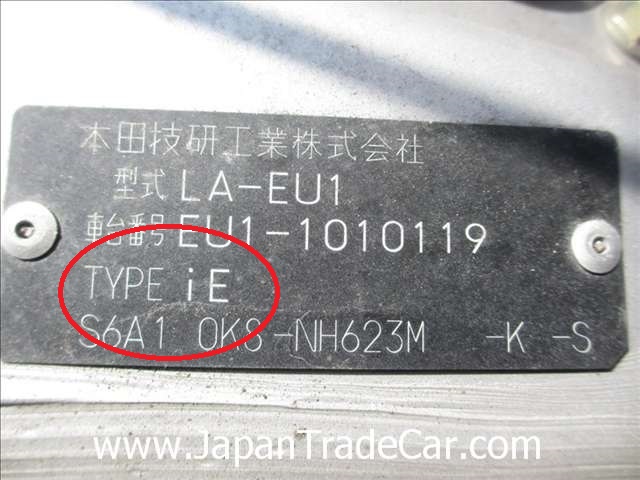 本田技研工業株式会社
型式 LA-EU1
車台番号 EU1-1010119
TYPE iE
S6A1 0K8-NH623M -K -S
www.JapanTradeCar.com